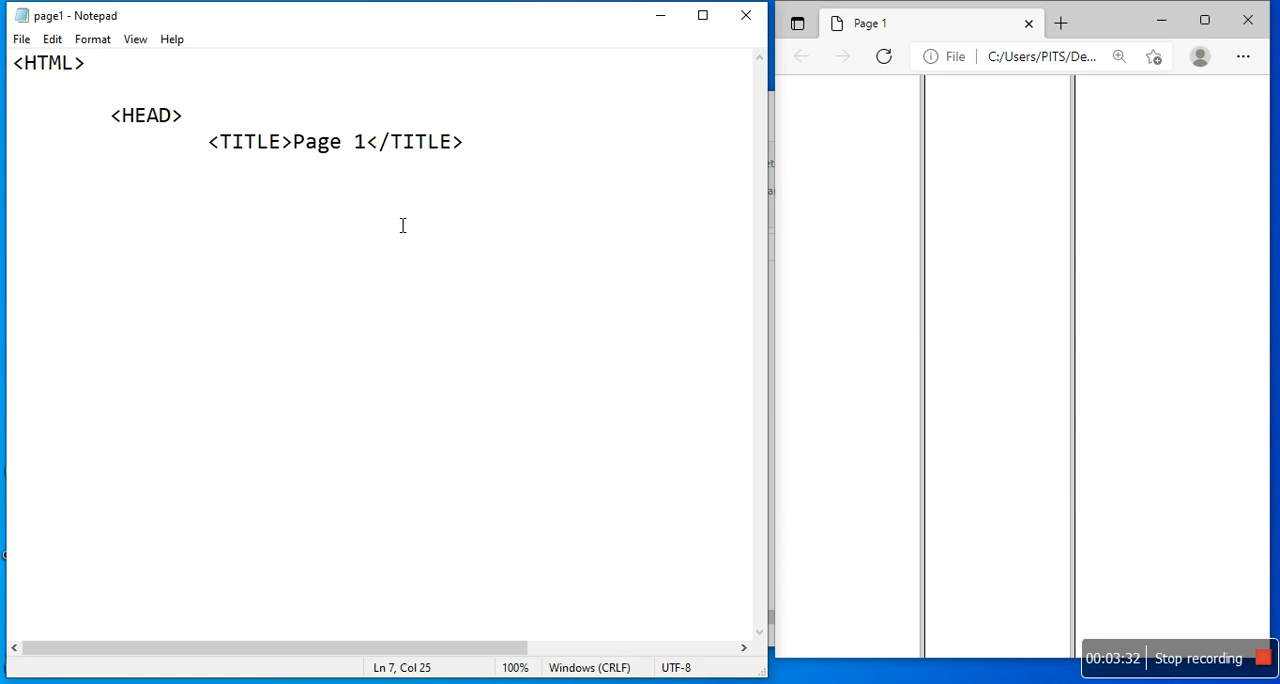 page1 - Notepad
File Edit Format View Help
<HTML>
<HEAD>
<TITLE>Page 1</TITLE>
Ln 7, Col 25 100% Windows (CRLF) UTF-8
Page 1
File C:/Users/PITS/De...
00:03:32 Stop recording